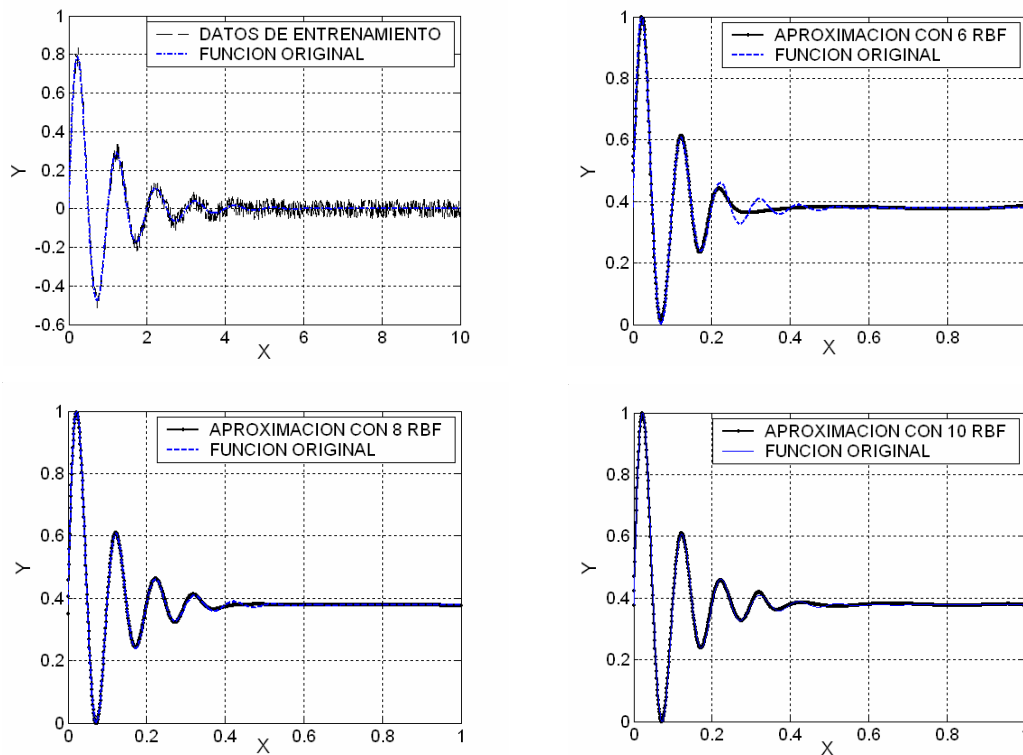 DATOS DE ENTRENAMIENTO
FUNCION ORIGINAL
1
0.8
0.6
0.4
0.2
0
-0.2
-0.4
-0.6
Y
0 2 4 6 8 10
X
APROXIMACION CON 6 RBF
FUNCION ORIGINAL
1
0.8
0.6
0.4
0.2
0
Y
0 0.2 0.4 0.6 0.8 1
X
APROXIMACION CON 8 RBF
FUNCION ORIGINAL
1
0.8
0.6
0.4
0.2
0
Y
0 0.2 0.4 0.6 0.8 1
X
APROXIMACION CON 10 RBF
FUNCION ORIGINAL
1
0.8
0.6
0.4
0.2
0
Y
0 0.2 0.4 0.6 0.8 1
X